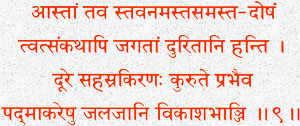 आस्तां तव स्तवनमस्तसमस्त-दोषं
त्वत्संकथापि जगतां दुरितानि हन्ति ।
दूरे सहस्रकिरणः कुरुते प्रभैव
पद्माकरेषु जलजानि विकाशभाञ्जि ॥९॥